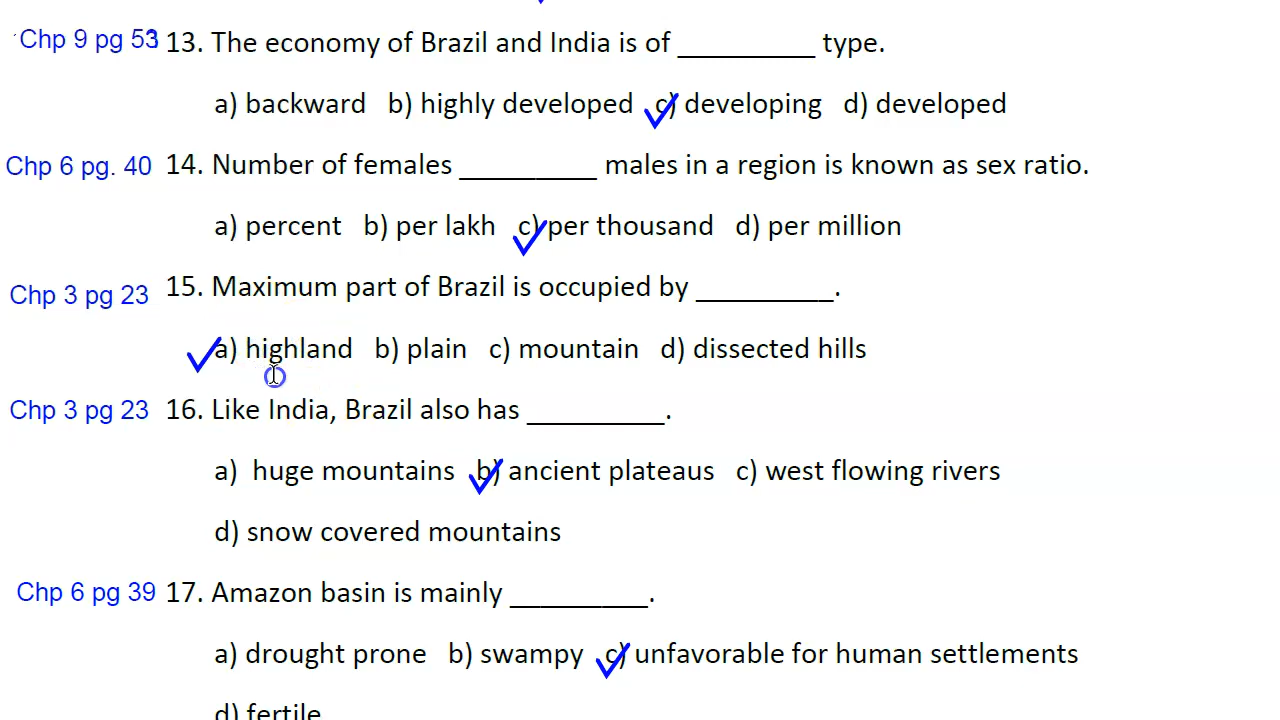 Chp 9 pg 53 13. The economy of Brazil and India is of _________ type.
a) backward b) highly developed c) developing d) developed
Chp 6 pg. 40 14. Number of females _________ males in a region is known as sex ratio.
a) percent b) per lakh c) per thousand d) per million
Chp 3 pg 23 15. Maximum part of Brazil is occupied by _________.
a) highland b) plain c) mountain d) dissected hills
Chp 3 pg 23 16. Like India, Brazil also has _________.
a) huge mountains b) ancient plateaus c) west flowing rivers
d) snow covered mountains
Chp 6 pg 39 17. Amazon basin is mainly _________.
a) drought prone b) swampy c) unfavorable for human settlements
d) fertile